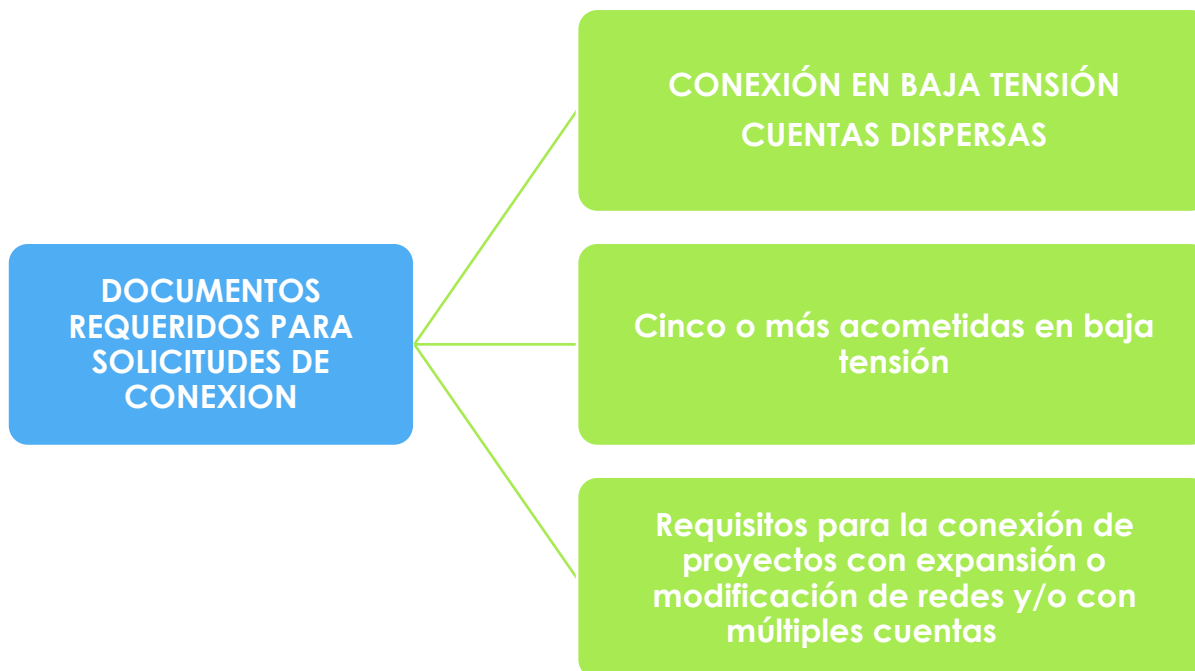 DOCUMENTOS
REQUERIDOS PARA
SOLICITUDES DE
CONEXION
CONEXIÓN EN BAJA TENSIÓN
CUENTAS DISPERSAS
Cinco o más acometidas en baja
tensión
Requisitos para la conexión de
proyectos con expansión o
modificación de redes y/o con
múltiples cuentas